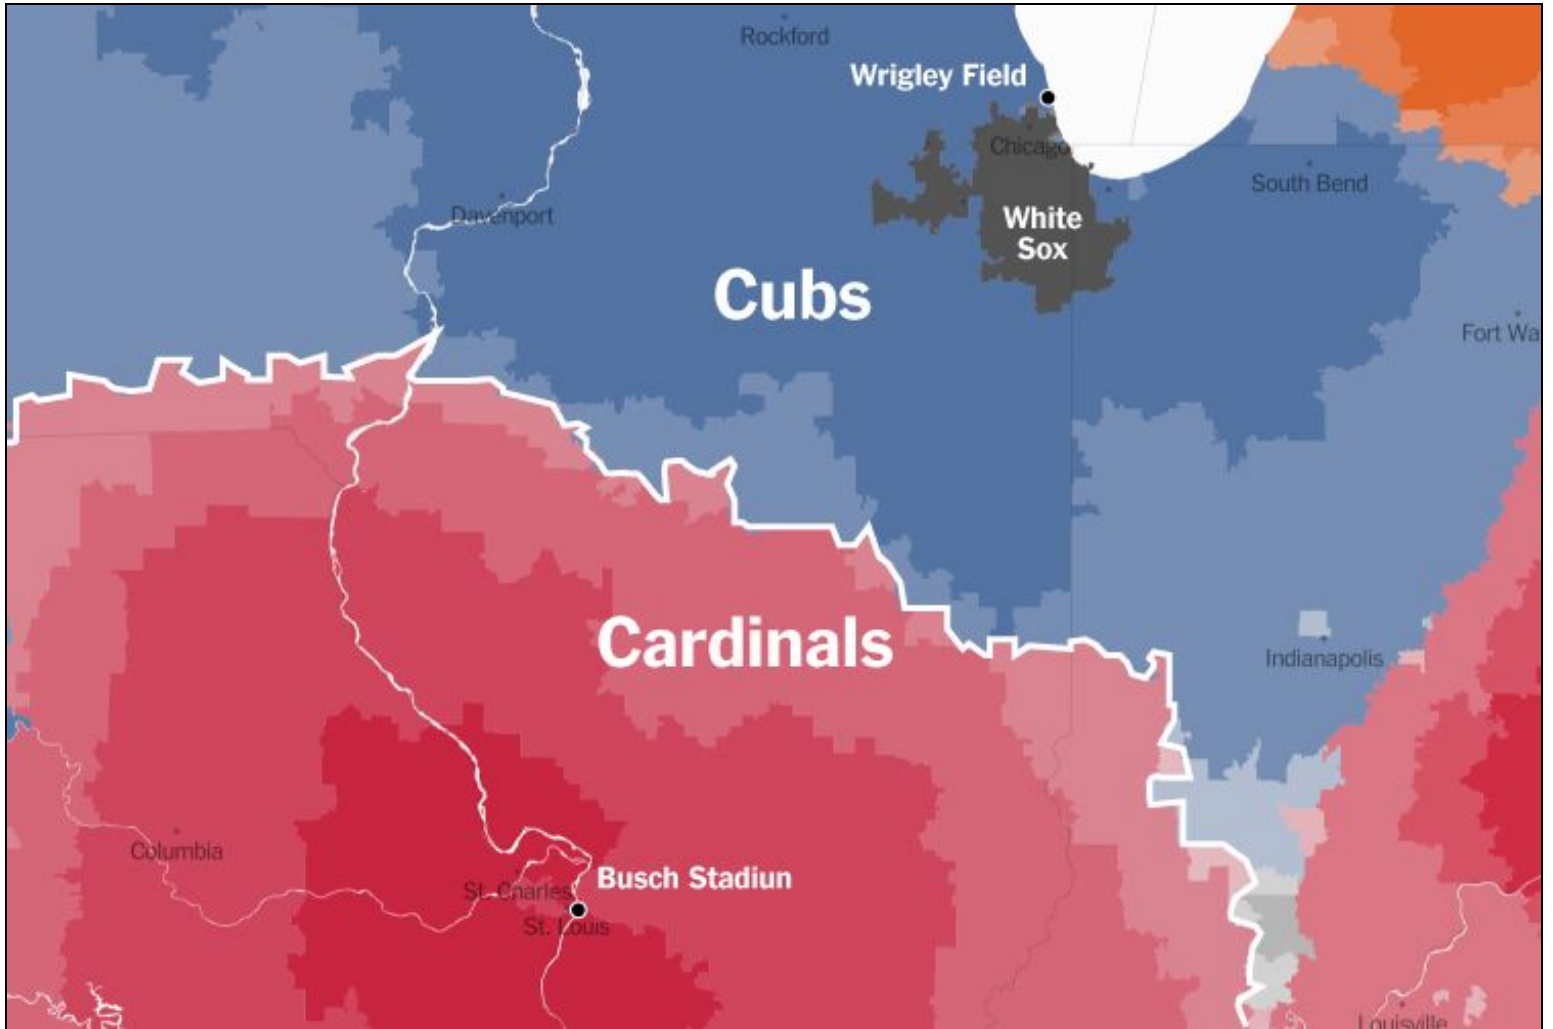 Rockford
Wrigley Field
Chicago
South Bend
Davenport
White
Sox
Cubs
Fort Wa
Cardinals
Indianapolis
Columbia
Busch Stadiun
St. Charles
St. Louis
Louisville